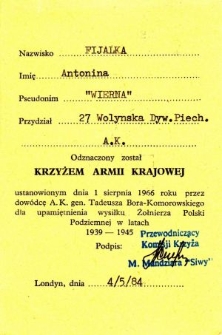 Nazwisko FIJAŁKA
Imię Antonina
Pseudonim "WIERNA"
Przydział 27 Wolynska Dyw.Piech.
A.K.
Odznaczony został
KRZYŻEM ARMII KRAJOWEJ
ustanowionym dnia 1 sierpnia 1966 roku przez
dowódcę A.K. gen. Tadeusza Bora-Komorowskiego
dla upamiętnienia wysiłku Żołnierza Polski
Podziemnej w latach
1939 — 1945
Przewodniczący
Komisji Krzyża
Podpis:
M. Mandziara "Siwy"
Londyn, dnia 4/5/84